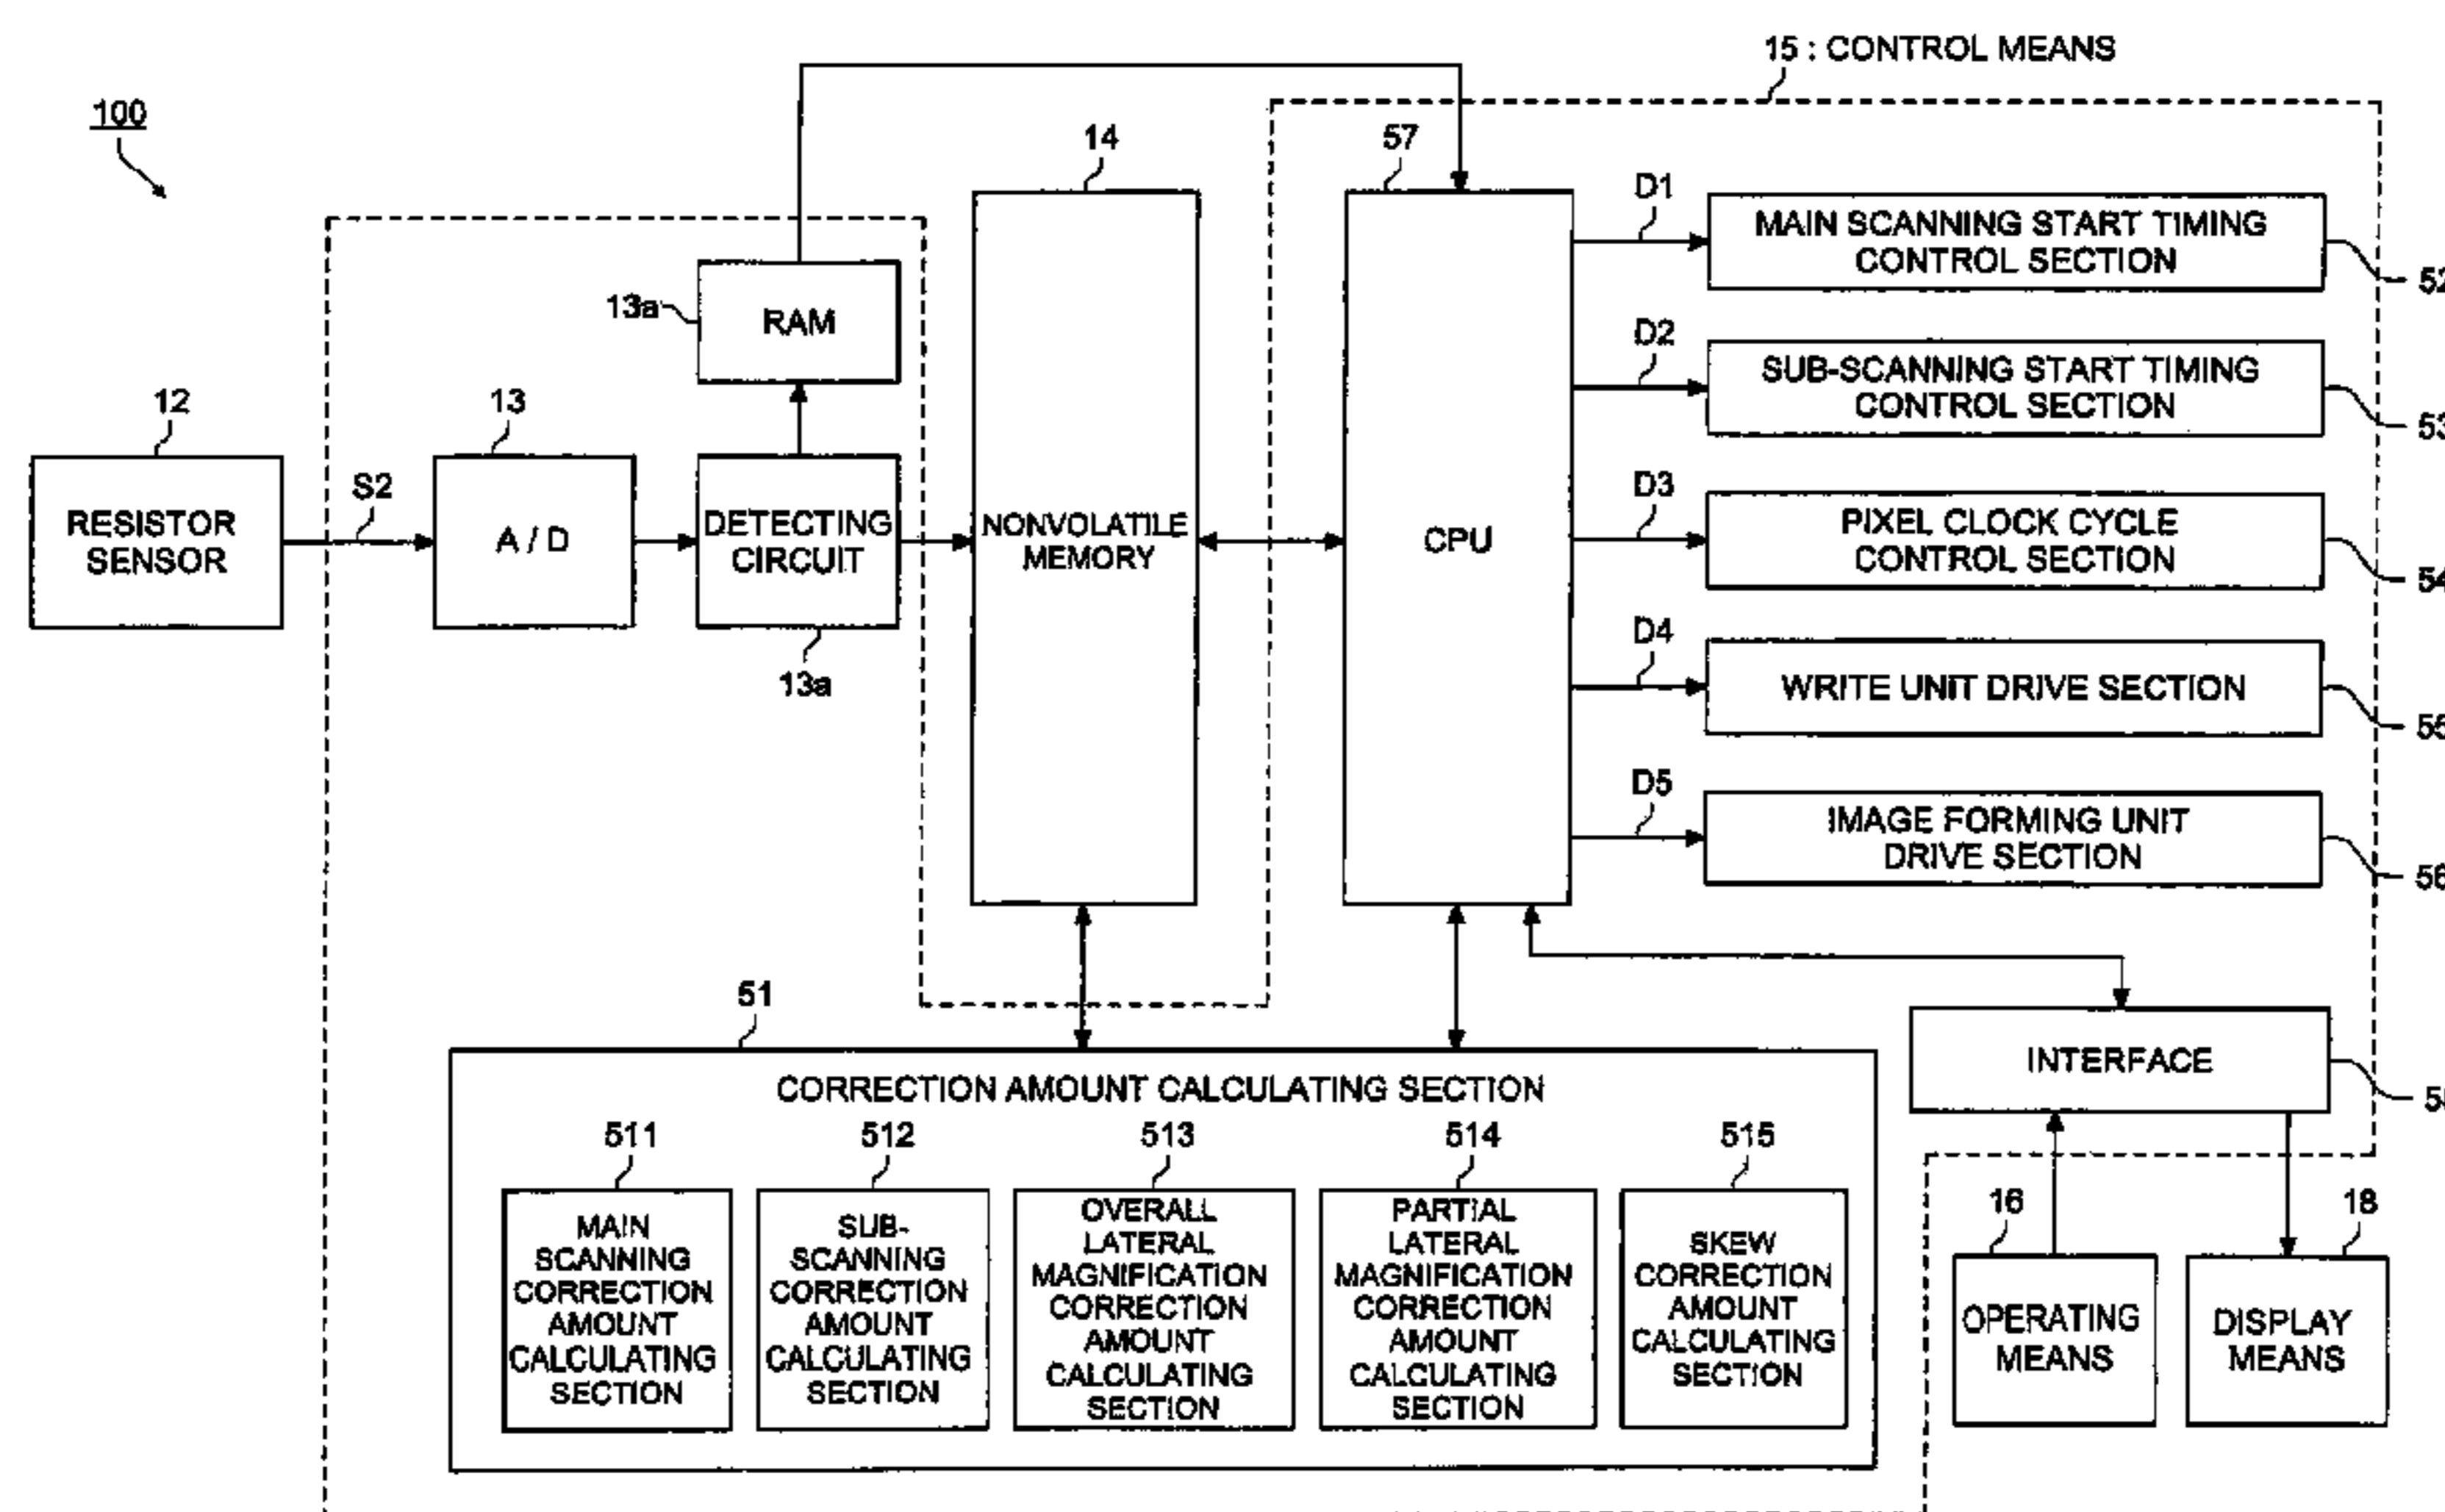 15 : CONTROL MEANS
100
14
57
D1
MAIN SCANNING START TIMING
CONTROL SECTION
52
13a
RAM
D2
SUB-SCANNING START TIMING
CONTROL SECTION
53
12
13
RESISTOR
SENSOR
S2
A / D
DETECTING
CIRCUIT
13a
NONVOLATILE
MEMORY
CPU
D3
PIXEL CLOCK CYCLE
CONTROL SECTION
54
D4
WRITE UNIT DRIVE SECTION
55
D5
IMAGE FORMING UNIT
DRIVE SECTION
56
51
INTERFACE
CORRECTION AMOUNT CALCULATING SECTION
511
MAIN
SCANNING
CORRECTION
AMOUNT
CALCULATING
SECTION
512
SUB-
SCANNING
CORRECTION
AMOUNT
CALCULATING
SECTION
513
OVERALL
LATERAL
MAGNIFICATION
CORRECTION
AMOUNT
CALCULATING
SECTION
514
PARTIAL
LATERAL
MAGNIFICATION
CORRECTION
AMOUNT
CALCULATING
SECTION
515
SKEW
CORRECTION
AMOUNT
CALCULATING
SECTION
16
OPERATING
MEANS
18
DISPLAY
MEANS